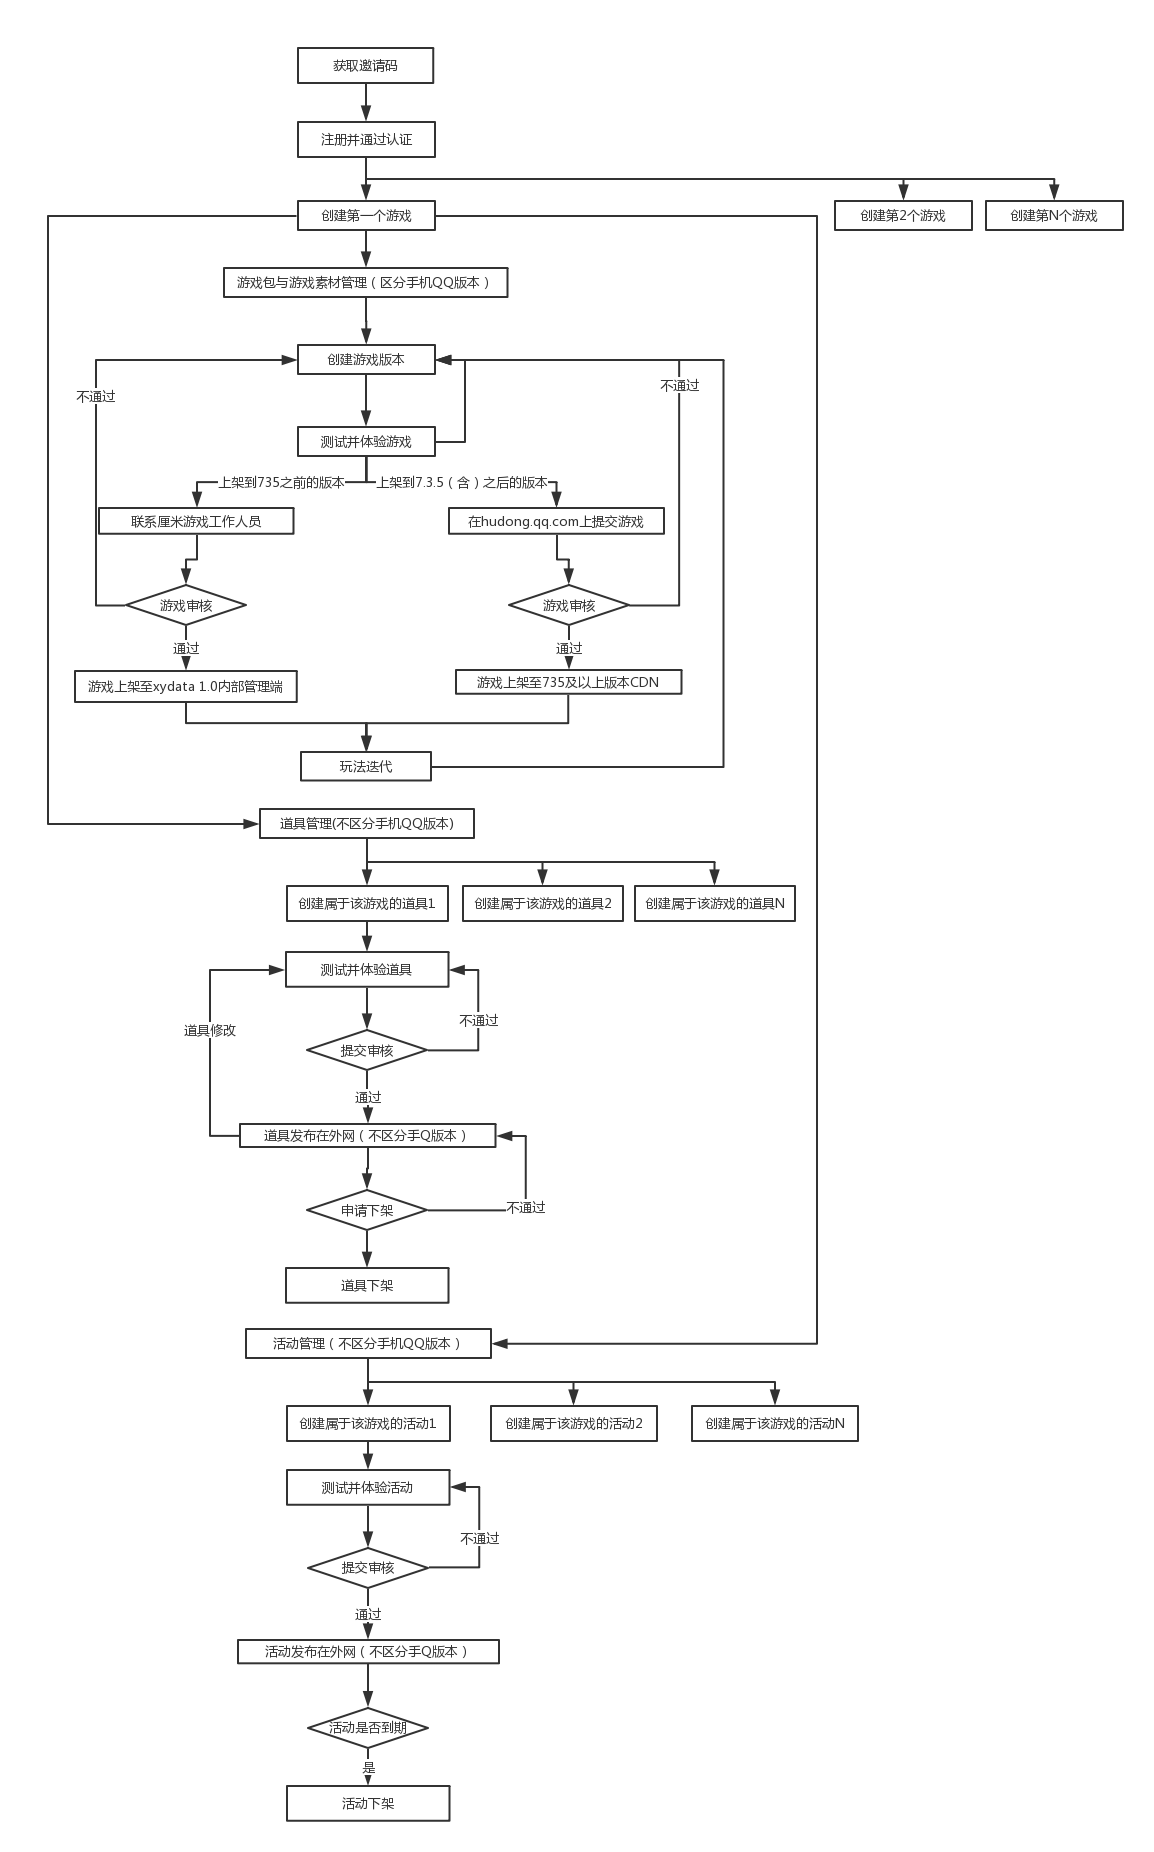 获取邀请码
注册并通过认证
创建第一个游戏
创建第2个游戏
创建第N个游戏
游戏包与游戏素材管理（区分手机QQ版本）
创建游戏版本
不通过
不通过
测试并体验游戏
上架到735之前的版本
上架到7.3.5（含）之后的版本
联系厘米游戏工作人员
在hudong.qq.com上提交游戏
游戏审核
游戏审核
通过
通过
游戏上架至xydata 1.0内部管理端
游戏上架至735及以上版本CDN
玩法迭代
道具管理(不区分手机QQ版本)
创建属于该游戏的道具1
创建属于该游戏的道具2
创建属于该游戏的道具N
测试并体验道具
不通过
道具修改
提交审核
通过
道具发布在外网（不区分手Q版本）
不通过
申请下架
道具下架
活动管理（不区分手机QQ版本）
创建属于该游戏的活动1
创建属于该游戏的活动2
创建属于该游戏的活动N
测试并体验活动
不通过
提交审核
通过
活动发布在外网（不区分手Q版本）
活动是否到期
是
活动下架